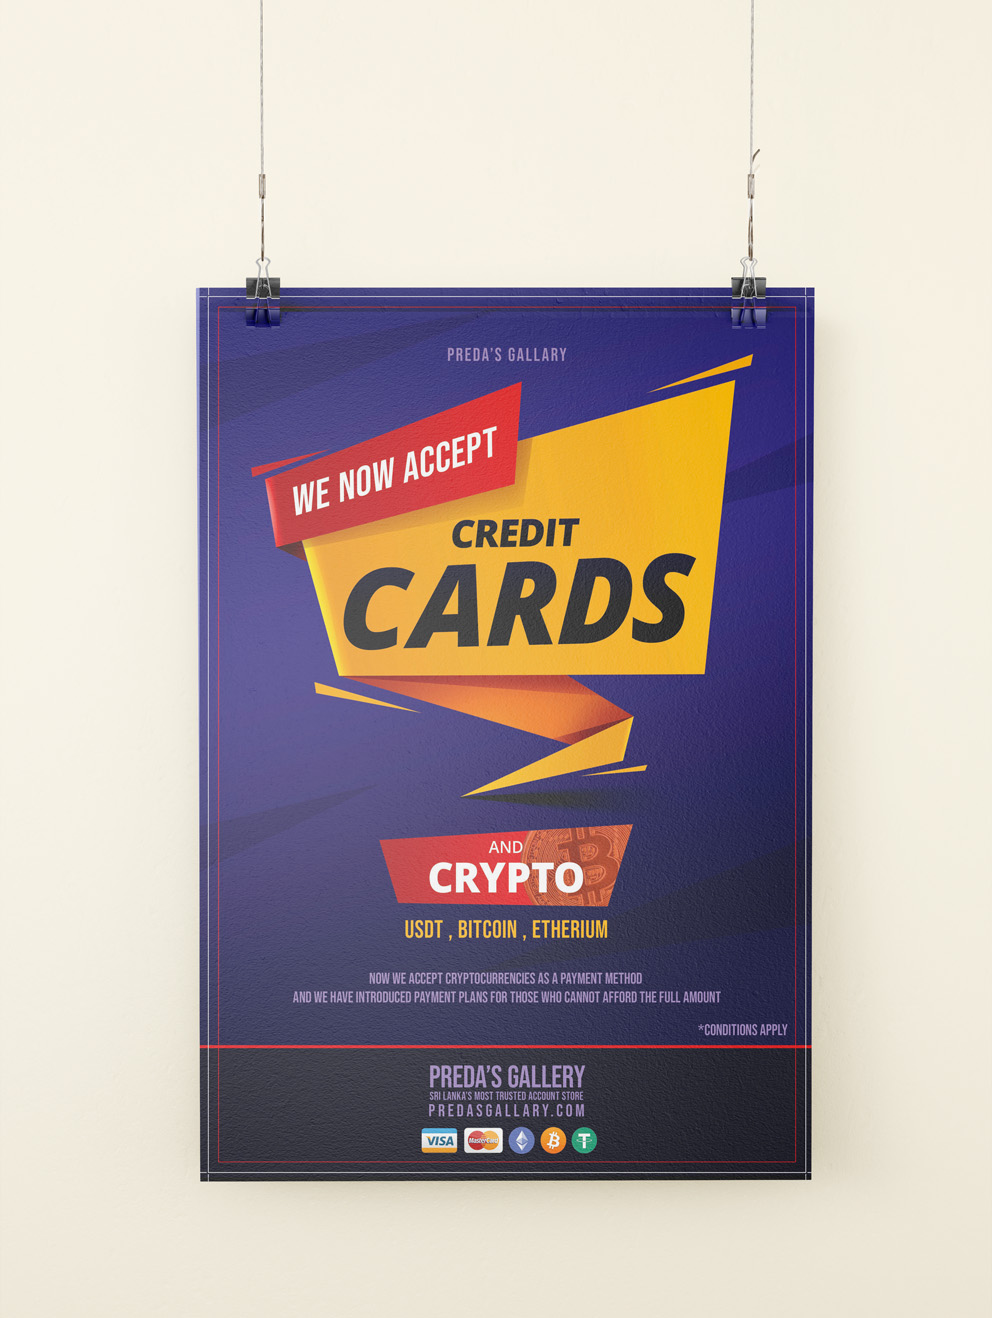 PREDA'S GALLARY
WE NOW ACCEPT
CREDIT
CARDS
AND
CRYPTO
USDT , BITCOIN , ETHERIUM
NOW WE ACCEPT CRYPTOCURRENCIES AS A PAYMENT METHOD
AND WE HAVE INTRODUCED PAYMENT PLANS FOR THOSE WHO CANNOT AFFORD THE FULL AMOUNT
*CONDITIONS APPLY
PREDA'S GALLERY
SRI LANKA'S MOST TRUSTED ACCOUNT STORE
PREDASGALLARY.COM
VISA MasterCard